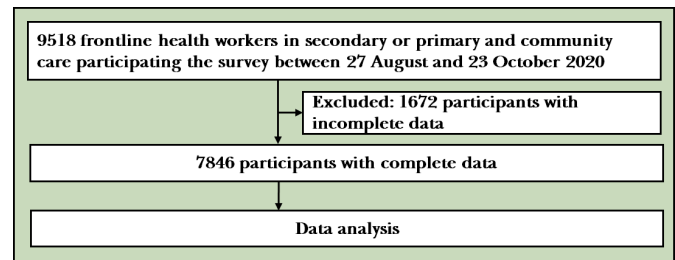 9518 frontline health workers in secondary or primary and community
care participating the survey between 27 August and 23 October 2020
Excluded: 1672 participants with
incomplete data
7846 participants with complete data
Data analysis